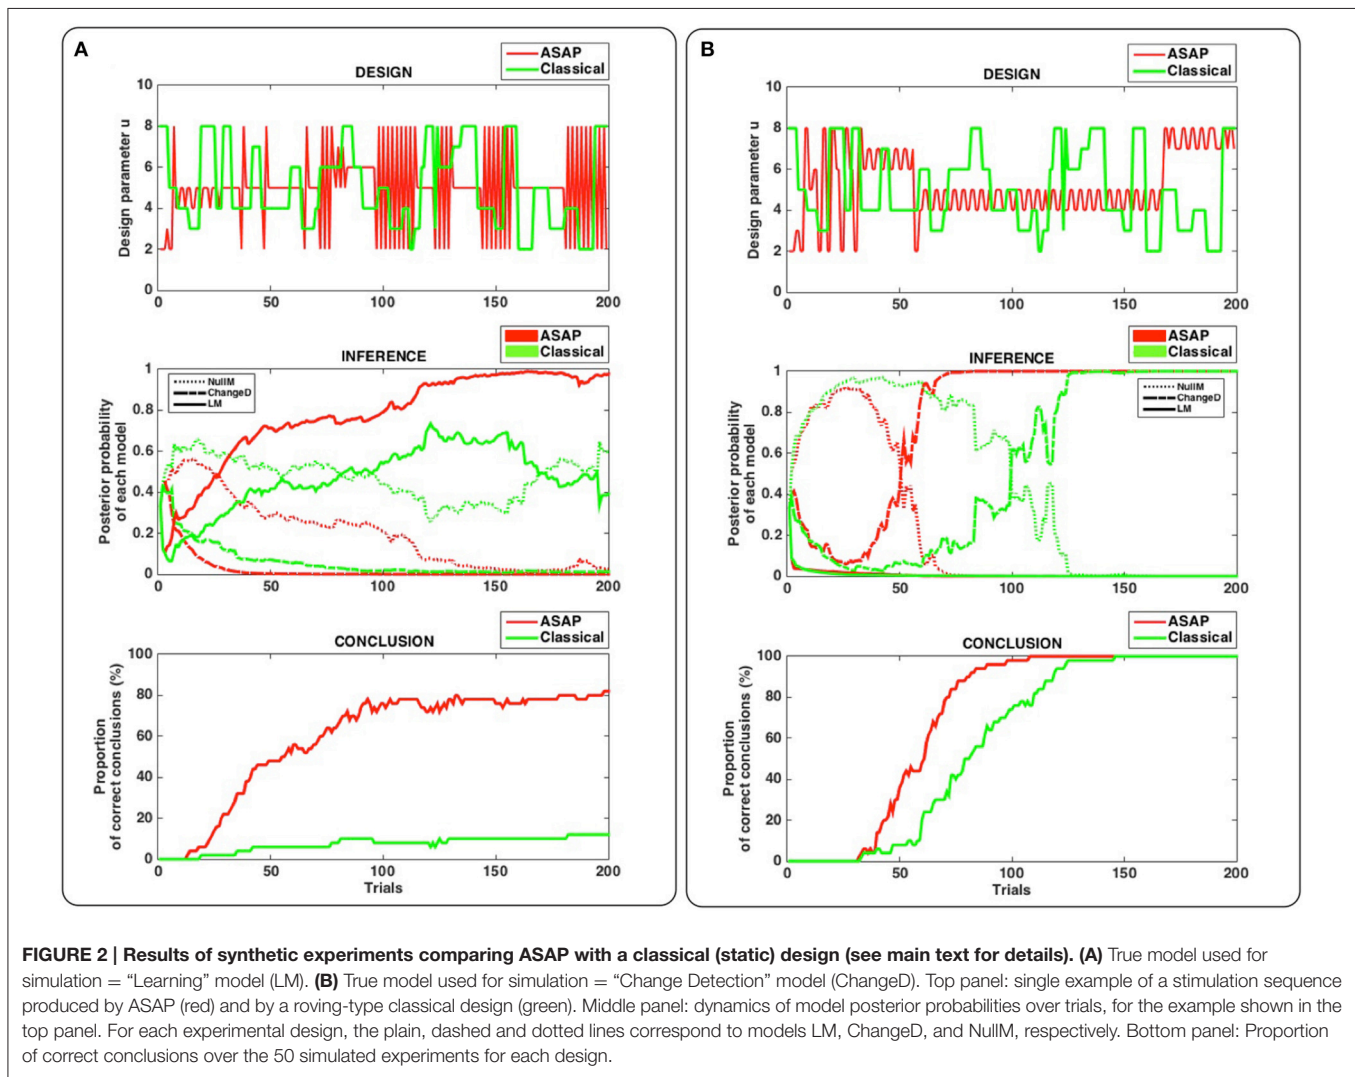 A
ASAP
Classical
DESIGN
Design parameter u
10
8
6
4
2
0
0
50
100
150
200
ASAP
Classical
INFERENCE
NullM
ChangeD
LM
Posterior probability
of each model
1
0.8
0.6
0.4
0.2
0
0
50
100
150
200
ASAP
Classical
CONCLUSION
Proportion
of correct conclusions (%)
100
80
60
40
20
0
0
50
100
150
200
Trials
B
ASAP
Classical
DESIGN
Design parameter u
10
8
6
4
2
0
0
50
100
150
200
ASAP
Classical
INFERENCE
NullM
ChangeD
LM
Posterior probability
of each model
1
0.8
0.6
0.4
0.2
0
0
50
100
150
200
ASAP
Classical
CONCLUSION
Proportion
of correct conclusions (%)
100
80
60
40
20
0
0
50
100
150
200
Trials
FIGURE 2 | Results of synthetic experiments comparing ASAP with a classical (static) design (see main text for details). (A) True model used for
simulation = “Learning” model (LM). (B) True model used for simulation = “Change Detection” model (ChangeD). Top panel: single example of a stimulation sequence
produced by ASAP (red) and by a roving-type classical design (green). Middle panel: dynamics of model posterior probabilities over trials, for the example shown in the
top panel. For each experimental design, the plain, dashed and dotted lines correspond to models LM, ChangeD, and NullM, respectively. Bottom panel: Proportion
of correct conclusions over the 50 simulated experiments for each design.